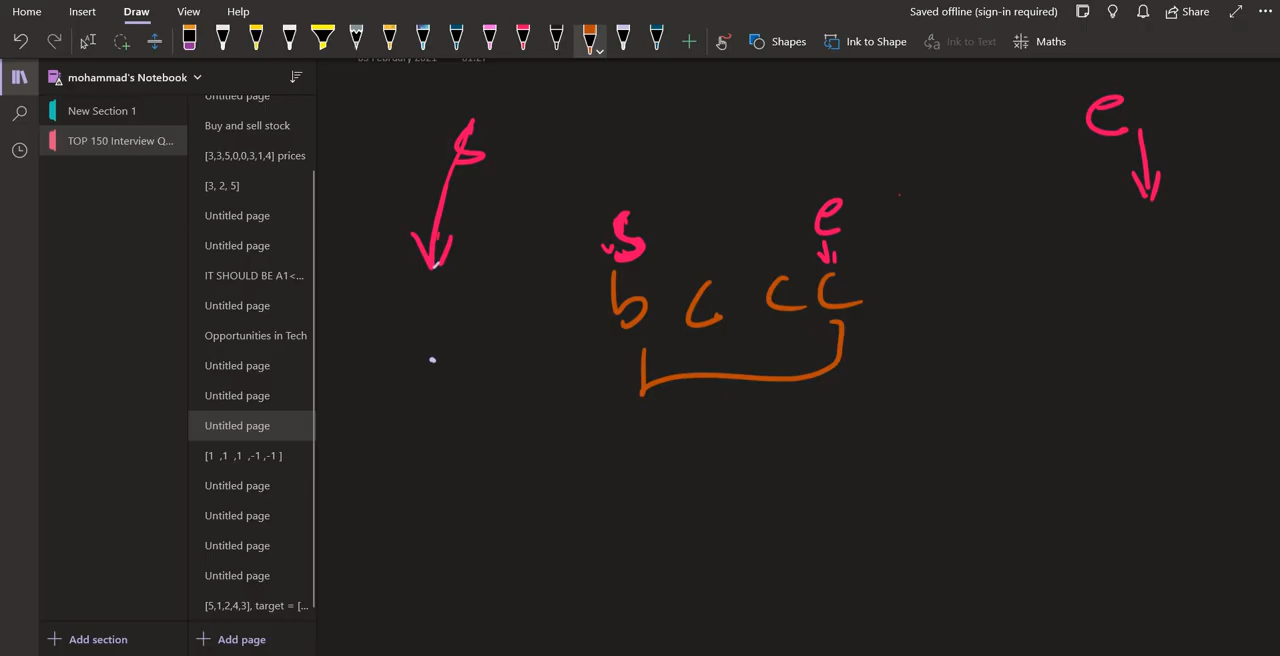 Home Insert Draw View Help Saved offline (sign-in required) Share
Shapes Ink to Shape Ink to Text Maths
mohammad's Notebook
New Section 1
TOP 150 Interview Q...
Untitled page
Buy and sell stock
[3,3,5,0,0,3,1,4] prices
[3, 2, 5]
Untitled page
Untitled page
IT SHOULD BE A1<...
Untitled page
Opportunities in Tech
Untitled page
Untitled page
Untitled page
[1 ,1 ,1 ,-1 ,-1 ]
Untitled page
Untitled page
Untitled page
Untitled page
[5,1,2,4,3], target = [...
Add section
Add page
s e
s e
b c c c